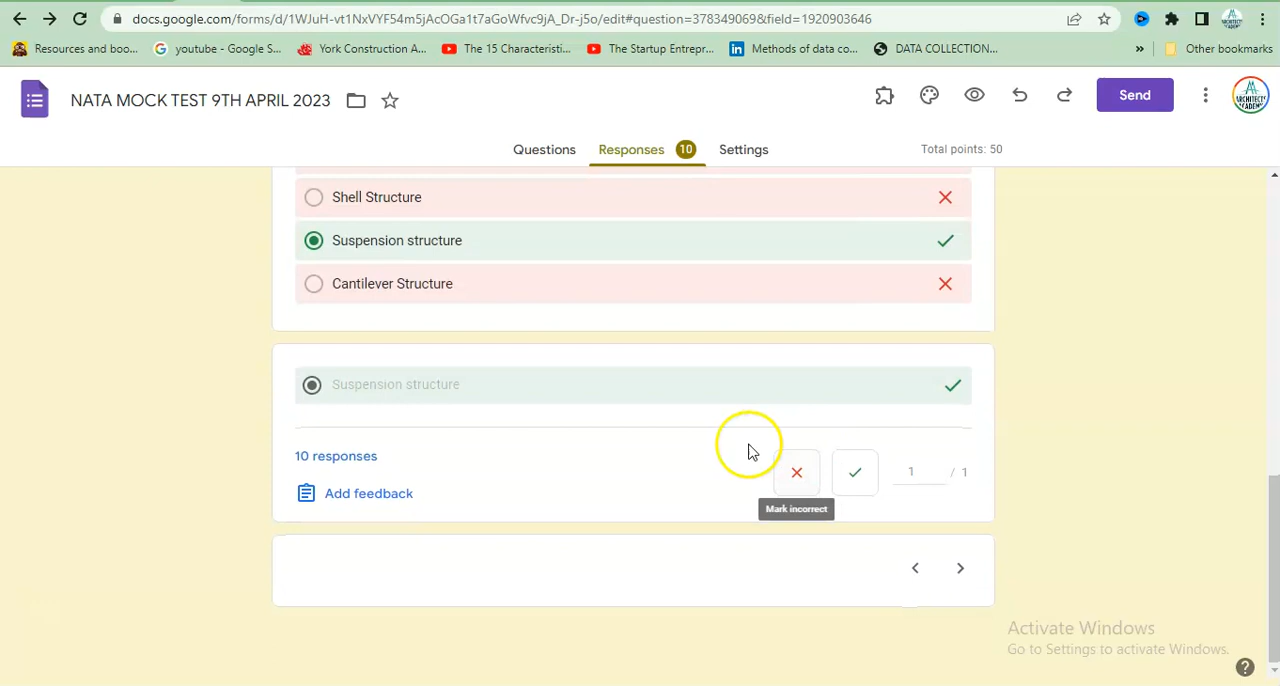 docs.google.com/forms/d/1WJuH-vt1NxVYF54m5jAcOGa1t7aGoWfvc9jA_Dr-j5o/edit#question=378349069&field=1920903646
Resources and boo... youtube - Google S... York Construction A... The 15 Characteristi... The Startup Entrepr... Methods of data co... DATA COLLECTION... » Other bookmarks
NATA MOCK TEST 9TH APRIL 2023 Send
Questions Responses 10 Settings Total points: 50
Shell Structure
Suspension structure
Cantilever Structure
Suspension structure
10 responses 1 / 1
Add feedback
Mark incorrect
Activate Windows
Go to Settings to activate Windows.